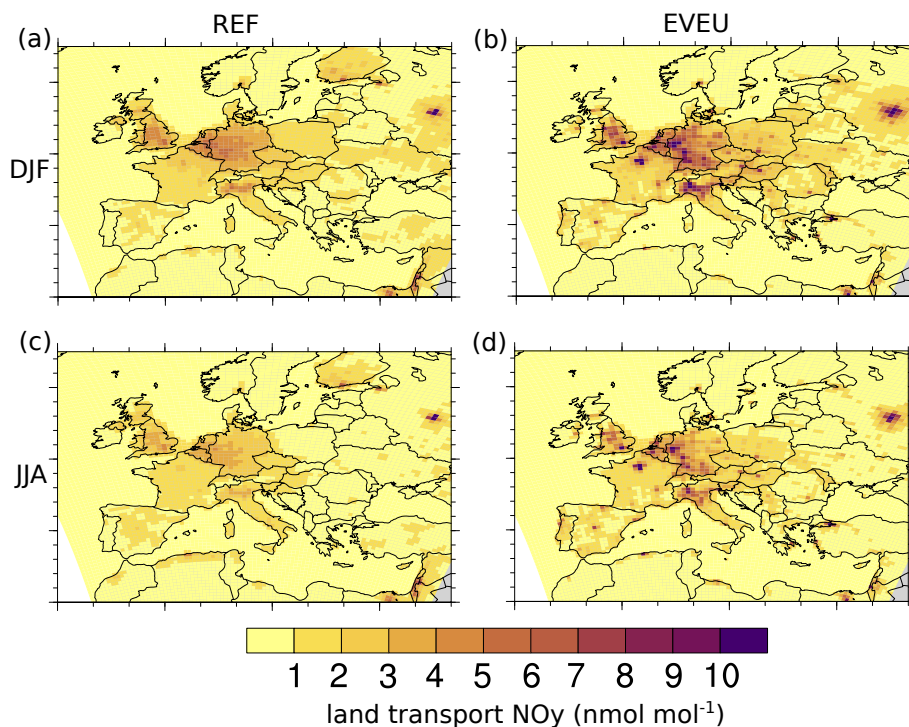 REF EVEU
(a) (b)
DJF
(c) (d)
JJA
1 2 3 4 5 6 7 8 9 10
land transport NOy (nmol mol⁻¹)